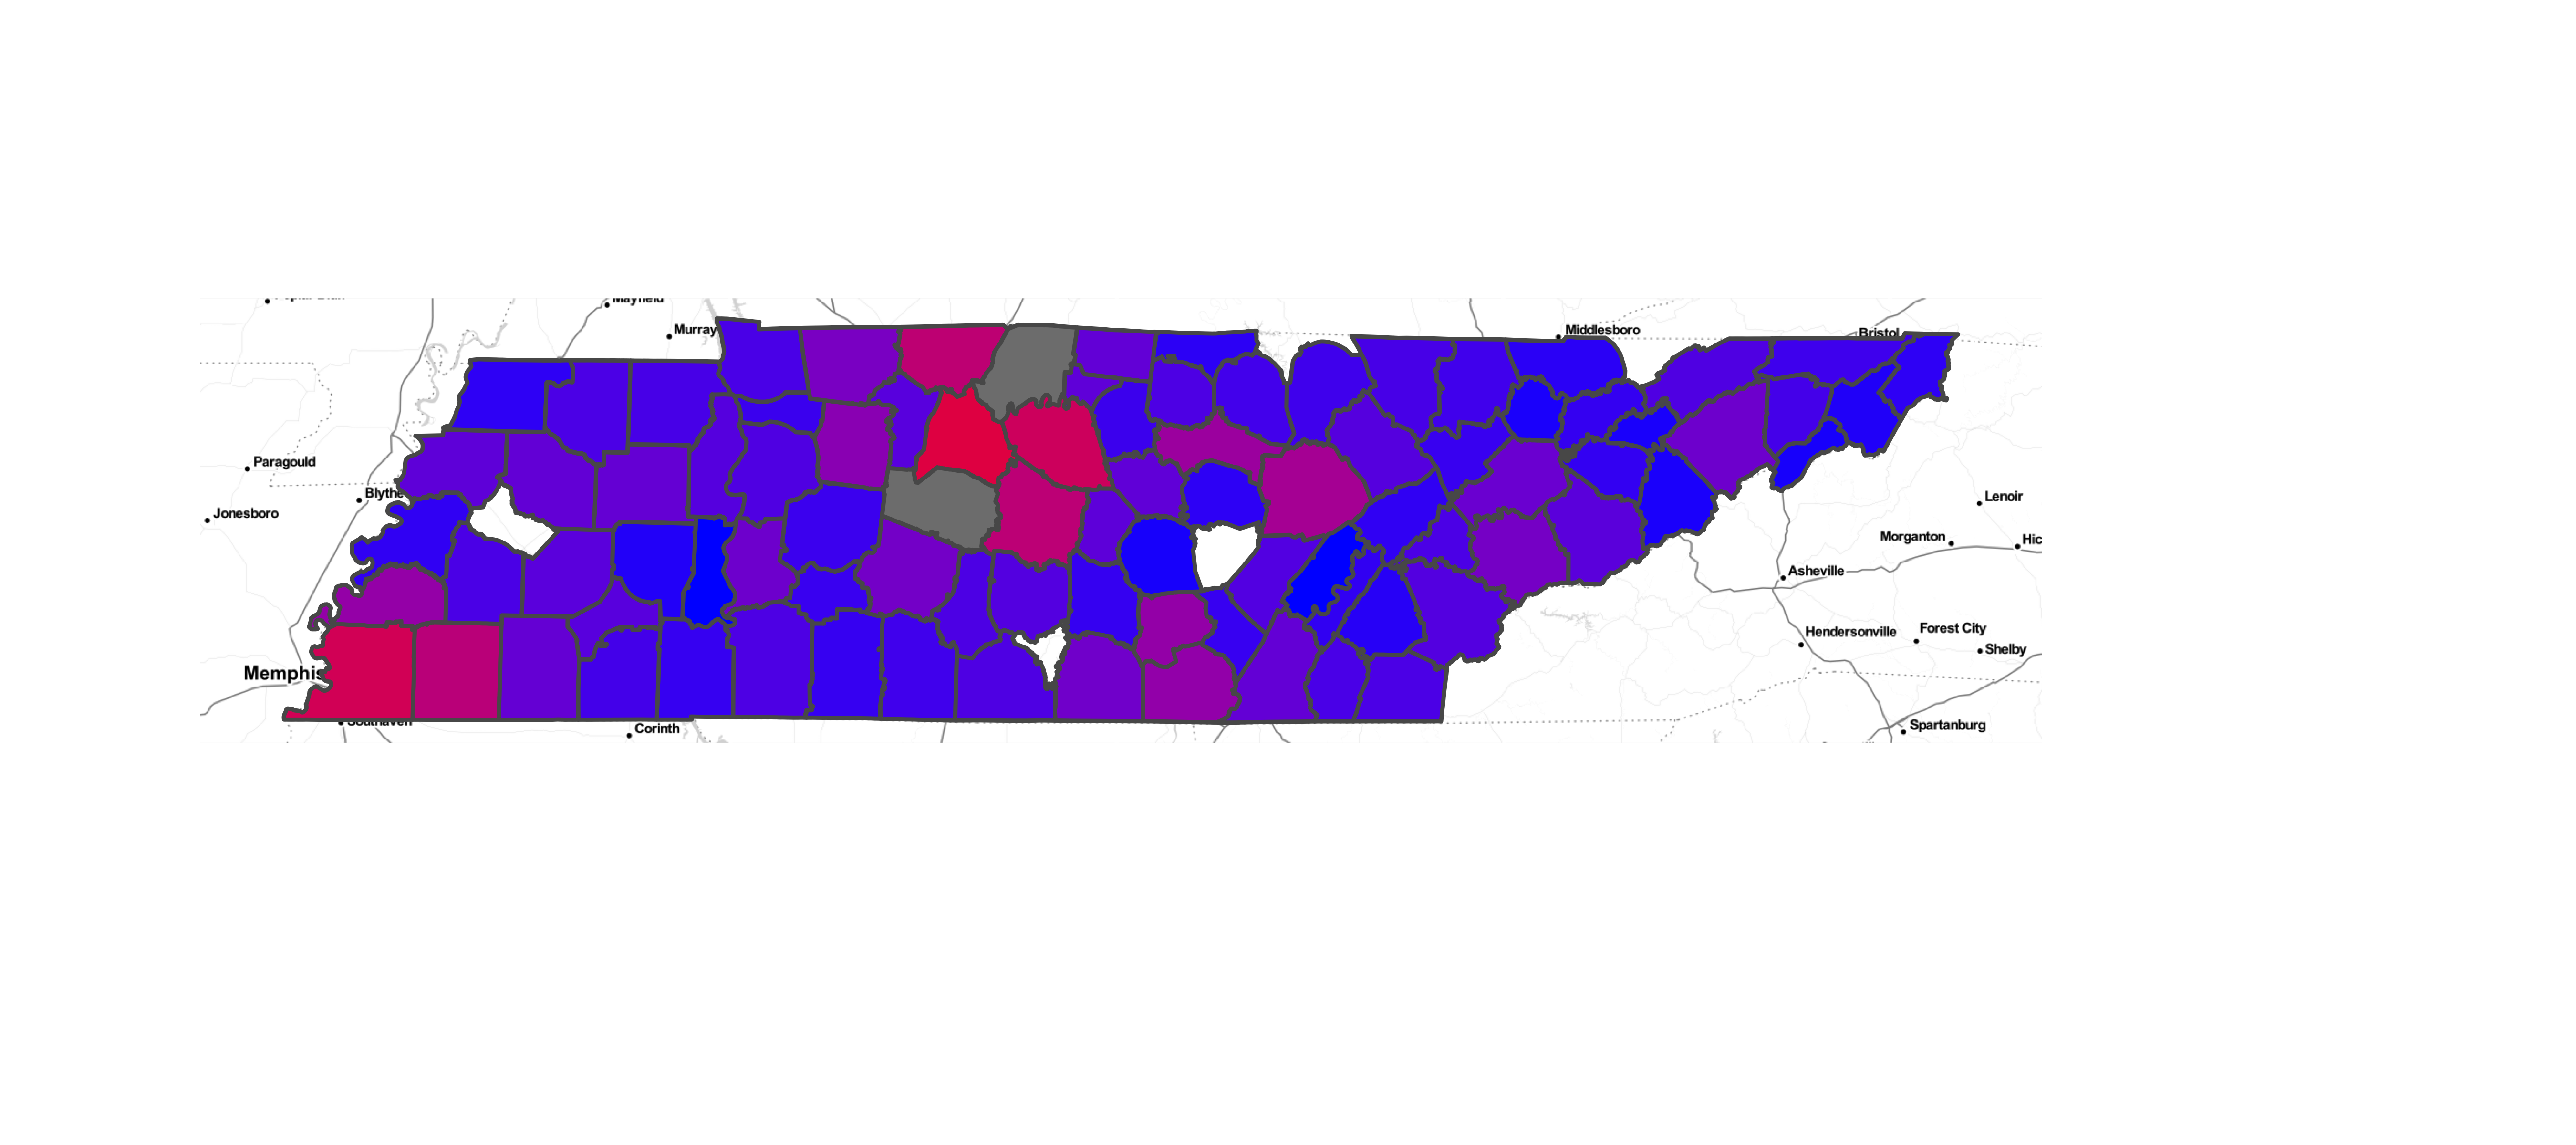 Mayfield
Murray
Middlesboro
Bristol
Paragould
Blythe
Lenoir
Jonesboro
Morganton
Hic
Asheville
Hendersonville
Forest City
Shelby
Memphis
Southaven
Corinth
Spartanburg